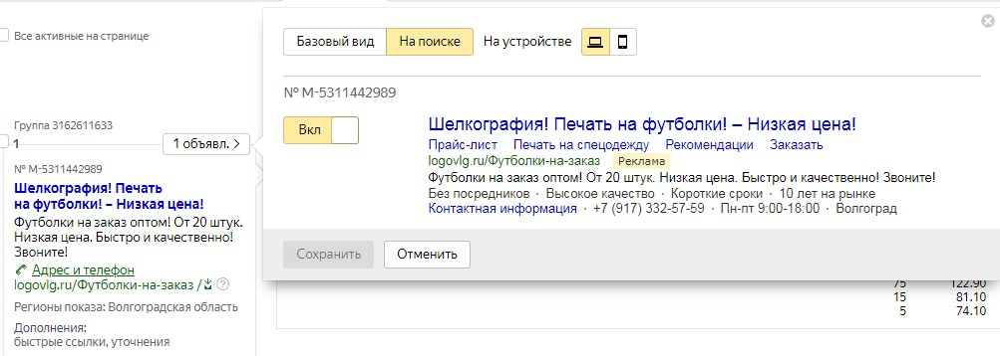 Все активные на странице
Базовый вид На поиске На устройстве
№ М-5311442989
Вкл
Шелкография! Печать на футболки! – Низкая цена!
Прайс-лист Печать на спецодежду Рекомендации Заказать
logovlg.ru/Футболки-на-заказ Реклама
Футболки на заказ оптом! От 20 штук. Низкая цена. Быстро и качественно! Звоните!
Без посредников · Высокое качество · Короткие сроки · 10 лет на рынке
Контактная информация · +7 (917) 332-57-59 · Пн-пт 9:00-18:00 · Волгоград
Сохранить Отменить
Группа 3162611633
1 1 объявл. >
№ М-5311442989
Шелкография! Печать
на футболки! – Низкая цена!
Футболки на заказ оптом! От 20 штук.
Низкая цена. Быстро и качественно!
Звоните!
Адрес и телефон
logovlg.ru/Футболки-на-заказ / ?
Регионы показа: Волгоградская область
Дополнения:
быстрые ссылки, уточнения
75 122.90
15 81.10
5 74.10